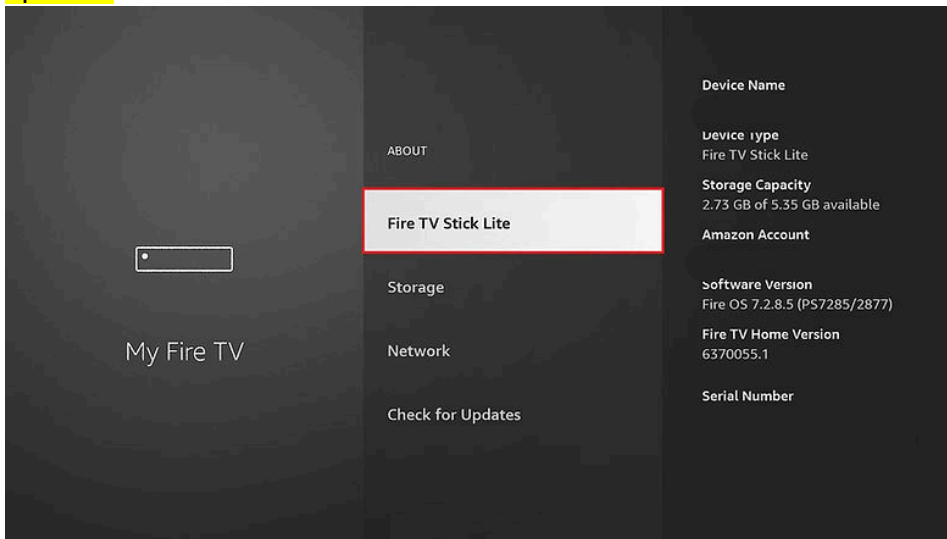 My Fire TV
ABOUT
Fire TV Stick Lite
Storage
Network
Check for Updates
Device Name
Device Type
Fire TV Stick Lite
Storage Capacity
2.73 GB of 5.35 GB available
Amazon Account
Software Version
Fire OS 7.2.8.5 (PS7285/2877)
Fire TV Home Version
6370055.1
Serial Number